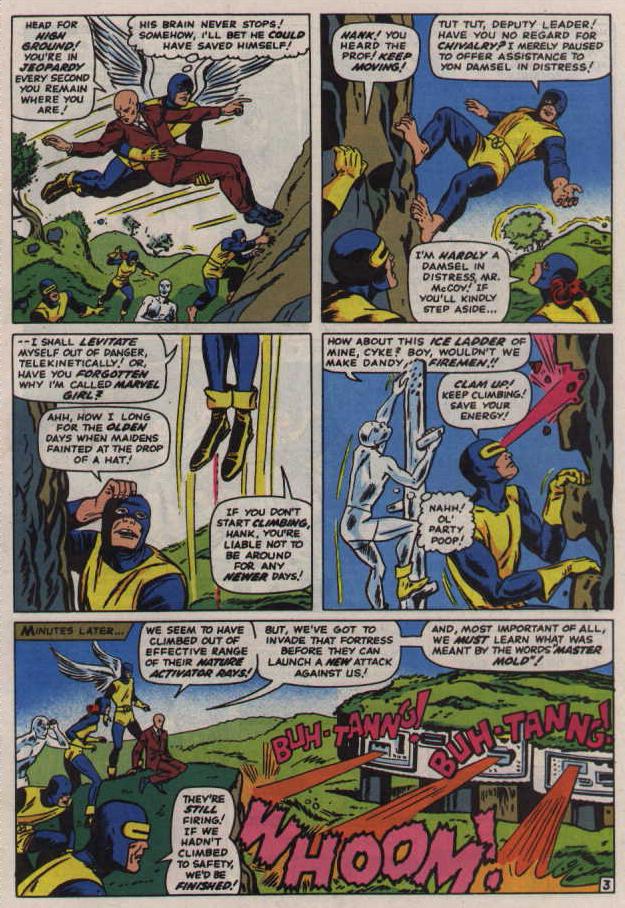 HEAD FOR
HIGH
GROUND!
YOU'RE IN
JEOPARDY
EVERY SECOND
YOU REMAIN
WHERE YOU
ARE!
HIS BRAIN NEVER STOPS!
SOMEHOW, I'LL BET HE COULD
HAVE SAVED HIMSELF!
HANK! YOU
HEARD THE
PROF! KEEP
MOVING!
TUT TUT, DEPUTY LEADER!
HAVE YOU NO REGARD FOR
CHIVALRY? I MERELY PAUSED
TO OFFER ASSISTANCE TO
YON DAMSEL IN DISTRESS!
I'M HARDLY A
DAMSEL IN
DISTRESS, MR.
McCOY! IF
YOU'LL KINDLY
STEP ASIDE...
--I SHALL LEVITATE
MYSELF OUT OF DANGER,
TELEKINETICALLY! OR,
HAVE YOU FORGOTTEN
WHY I'M CALLED MARVEL
GIRL?
AHH, HOW I LONG
FOR THE OLDEN
DAYS WHEN MAIDENS
FAINTED AT THE DROP
OF A HAT!
IF YOU DON'T
START CLIMBING,
HANK, YOU'RE
LIABLE NOT TO
BE AROUND
FOR ANY
NEWER DAYS!
HOW ABOUT THIS ICE LADDER OF
MINE, CYKE? BOY, WOULDN'T WE
MAKE DANDY FIREMEN!!
CLAM UP!
KEEP CLIMBING!
SAVE YOUR
ENERGY!
NAHH!
OL'
PARTY
POOP!
MINUTES LATER...
WE SEEM TO HAVE
CLIMBED OUT OF
EFFECTIVE RANGE
OF THEIR NATURE
ACTIVATOR RAYS!
BUT, WE'VE GOT TO
INVADE THAT FORTRESS
BEFORE THEY CAN
LAUNCH A NEW ATTACK
AGAINST US!
AND, MOST IMPORTANT OF ALL,
WE MUST LEARN WHAT WAS
MEANT BY THE WORDS "MASTER
MOLD"!
BUH-TANNG!
BUH-TANNG!
THEY'RE
STILL
FIRING!
IF WE
HADN'T
CLIMBED
TO SAFETY,
WE'D BE
FINISHED!
WHOOM!
3